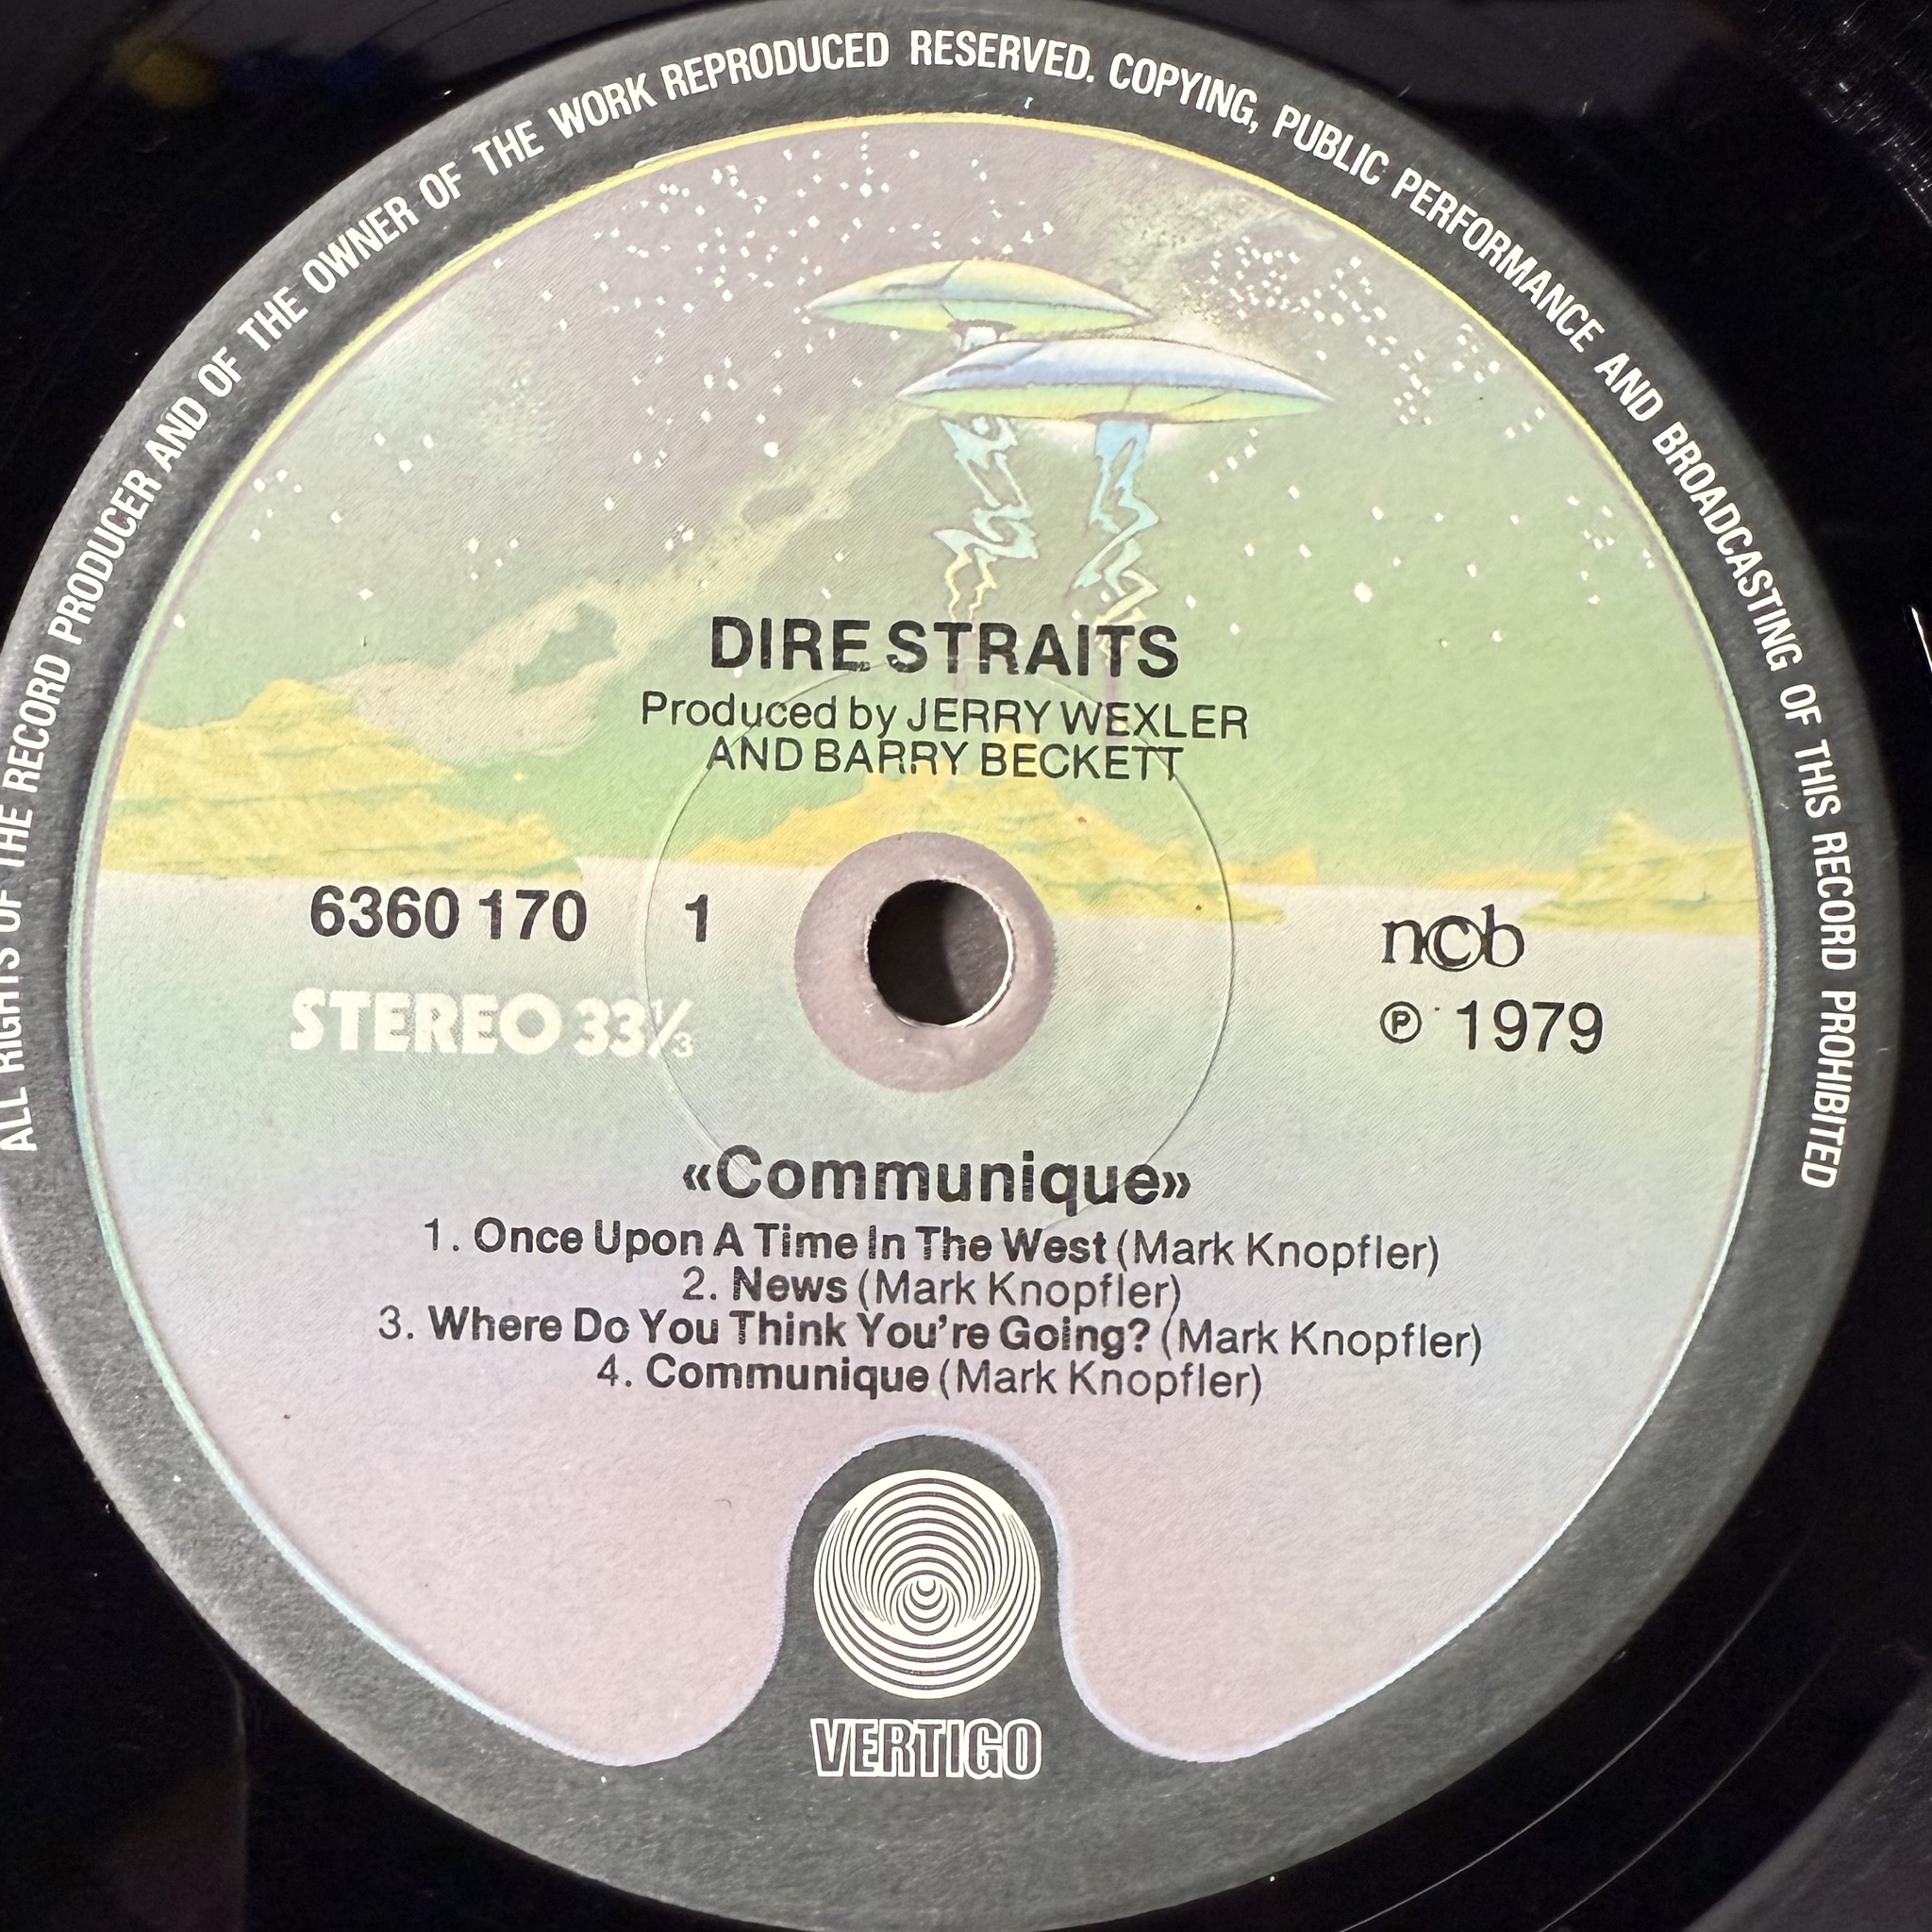 ALL RIGHTS OF THE RECORD PRODUCER AND OF THE OWNER OF THE WORK REPRODUCED RESERVED. COPYING, PUBLIC PERFORMANCE AND BROADCASTING OF THIS RECORD PROHIBITED
DIRE STRAITS
Produced by JERRY WEXLER
AND BARRY BECKETT
6360 170 1
ncb
STEREO 33⅓
℗ 1979
«Communique»
1. Once Upon A Time In The West (Mark Knopfler)
2. News (Mark Knopfler)
3. Where Do You Think You're Going? (Mark Knopfler)
4. Communique (Mark Knopfler)
VERTIGO